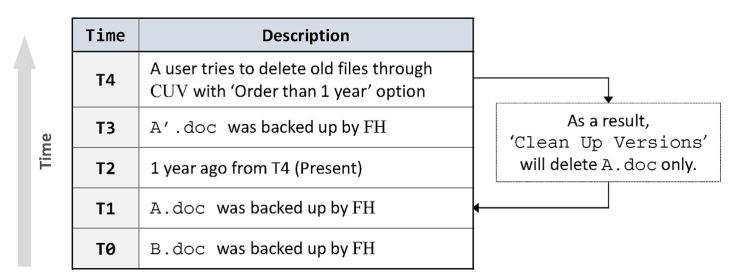 Time Description
T4 A user tries to delete old files through
CUV with ‘Order than 1 year’ option
T3 A'.doc was backed up by FH
T2 1 year ago from T4 (Present)
T1 A.doc was backed up by FH
T0 B.doc was backed up by FH
Time
As a result,
‘Clean Up Versions’
will delete A.doc only.